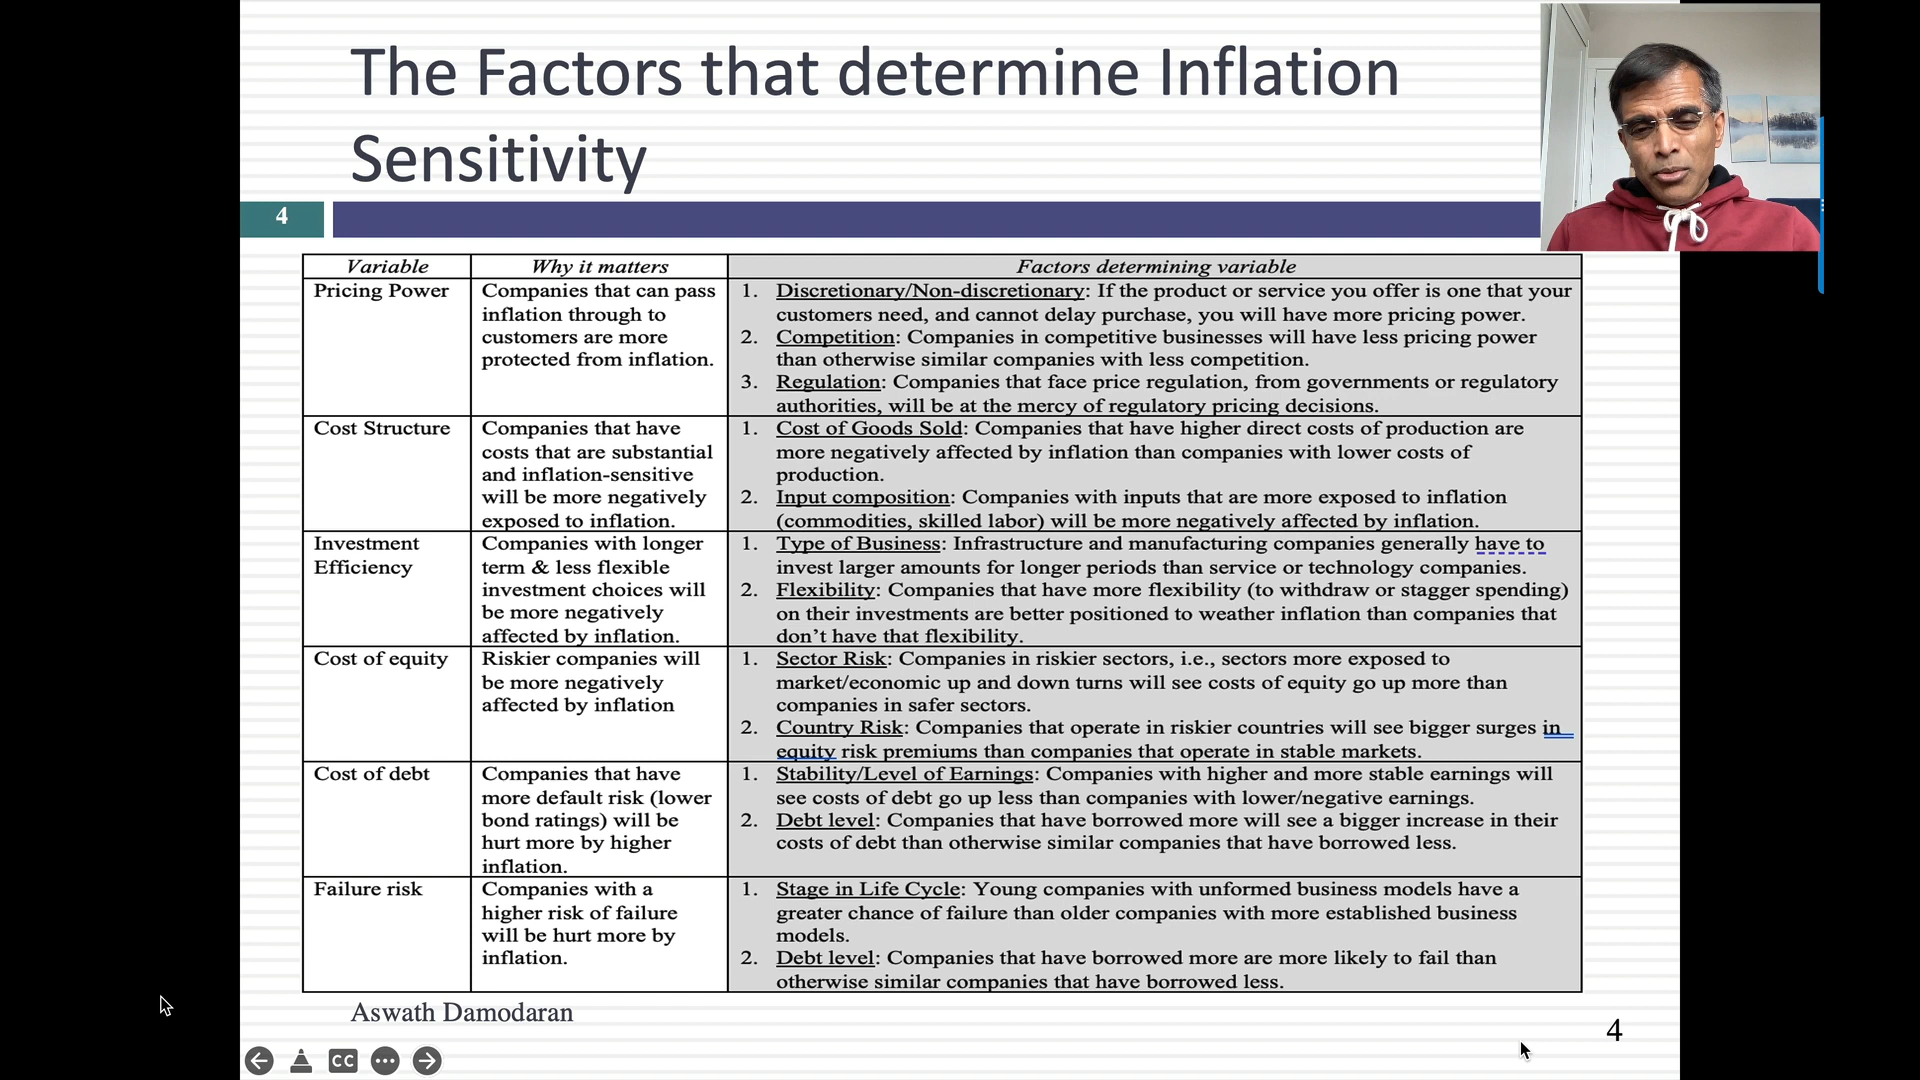 The Factors that determine Inflation
Sensitivity
4
Variable
Why it matters
Factors determining variable
Pricing Power
Companies that can pass
inflation through to
customers are more
protected from inflation.
1. Discretionary/Non-discretionary: If the product or service you offer is one that your
customers need, and cannot delay purchase, you will have more pricing power.
2. Competition: Companies in competitive businesses will have less pricing power
than otherwise similar companies with less competition.
3. Regulation: Companies that face price regulation, from governments or regulatory
authorities, will be at the mercy of regulatory pricing decisions.
Cost Structure
Companies that have
costs that are substantial
and inflation-sensitive
will be more negatively
exposed to inflation.
1. Cost of Goods Sold: Companies that have higher direct costs of production are
more negatively affected by inflation than companies with lower costs of
production.
2. Input composition: Companies with inputs that are more exposed to inflation
(commodities, skilled labor) will be more negatively affected by inflation.
Investment
Efficiency
Companies with longer
term & less flexible
investment choices will
be more negatively
affected by inflation.
1. Type of Business: Infrastructure and manufacturing companies generally have to
invest larger amounts for longer periods than service or technology companies.
2. Flexibility: Companies that have more flexibility (to withdraw or stagger spending)
on their investments are better positioned to weather inflation than companies that
don't have that flexibility.
Cost of equity
Riskier companies will
be more negatively
affected by inflation
1. Sector Risk: Companies in riskier sectors, i.e., sectors more exposed to
market/economic up and down turns will see costs of equity go up more than
companies in safer sectors.
2. Country Risk: Companies that operate in riskier countries will see bigger surges in
equity risk premiums than companies that operate in stable markets.
Cost of debt
Companies that have
more default risk (lower
bond ratings) will be
hurt more by higher
inflation.
1. Stability/Level of Earnings: Companies with higher and more stable earnings will
see costs of debt go up less than companies with lower/negative earnings.
2. Debt level: Companies that have borrowed more will see a bigger increase in their
costs of debt than otherwise similar companies that have borrowed less.
Failure risk
Companies with a
higher risk of failure
will be hurt more by
inflation.
1. Stage in Life Cycle: Young companies with unformed business models have a
greater chance of failure than older companies with more established business
models.
2. Debt level: Companies that have borrowed more are more likely to fail than
otherwise similar companies that have borrowed less.
Aswath Damodaran
4
CC